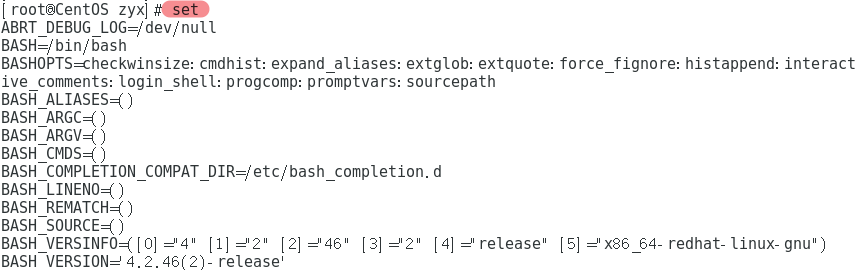 [root@CentOS zyx]# set
ABRT_DEBUG_LOG=/dev/null
BASH=/bin/bash
BASHOPTS=checkwinsize:cmdhist:expand_aliases:extglob:extquote:force_fignore:histappend:interact
ive_comments:login_shell:progcomp:promptvars:sourcepath
BASH_ALIASES=()
BASH_ARGC=()
BASH_ARGV=()
BASH_CMDS=()
BASH_COMPLETION_COMPAT_DIR=/etc/bash_completion.d
BASH_LINENO=()
BASH_REMATCH=()
BASH_SOURCE=()
BASH_VERSINFO=([0]="4" [1]="2" [2]="46" [3]="2" [4]="release" [5]="x86_64-redhat-linux-gnu")
BASH_VERSION='4.2.46(2)-release'